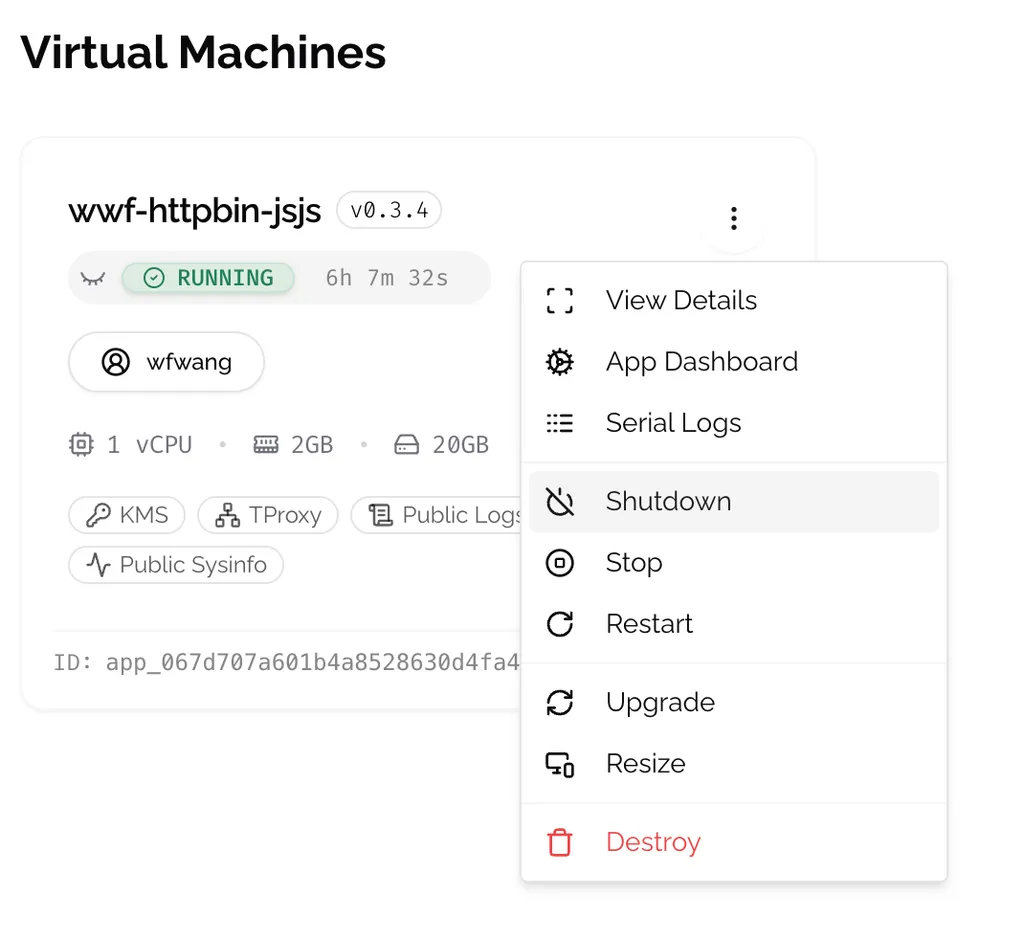 Virtual Machines
wwf-httpbin-jsjs v0.3.4
RUNNING 6h 7m 32s
wfwang
1 vCPU • 2GB • 20GB
KMS TProxy Public Logs
Public Sysinfo
ID: app_067d707a601b4a8528630d4fa4
View Details
App Dashboard
Serial Logs
Shutdown
Stop
Restart
Upgrade
Resize
Destroy